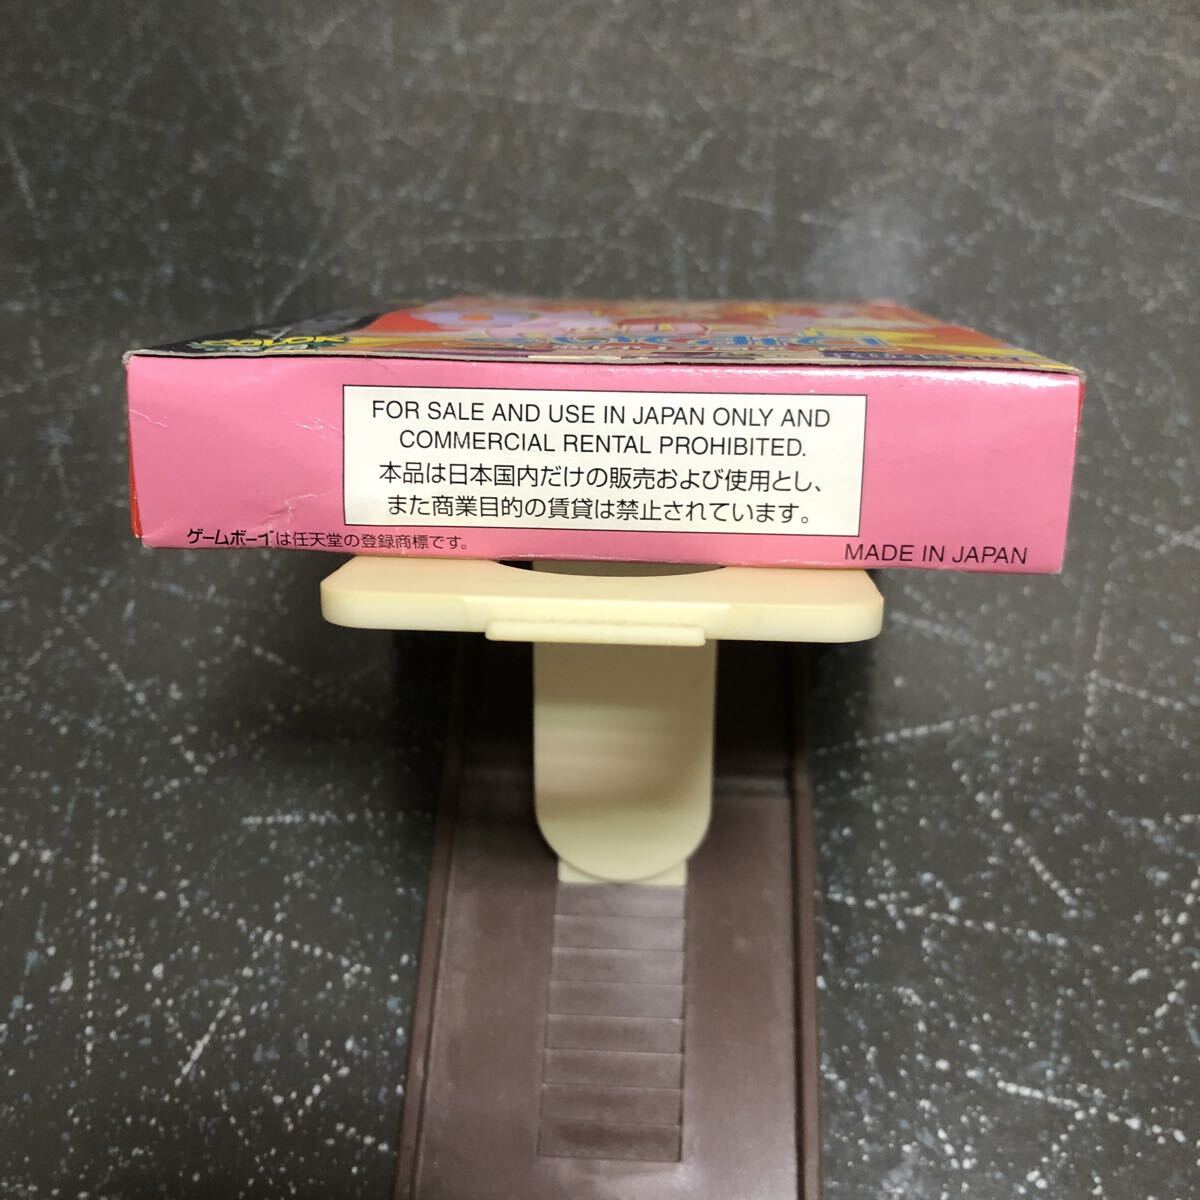 FOR SALE AND USE IN JAPAN ONLY AND
COMMERCIAL RENTAL PROHIBITED.
本品は日本国内だけの販売および使用とし、
また商業目的の賃貸は禁止されています。
ゲームボーイは任天堂の登録商標です。
MADE IN JAPAN